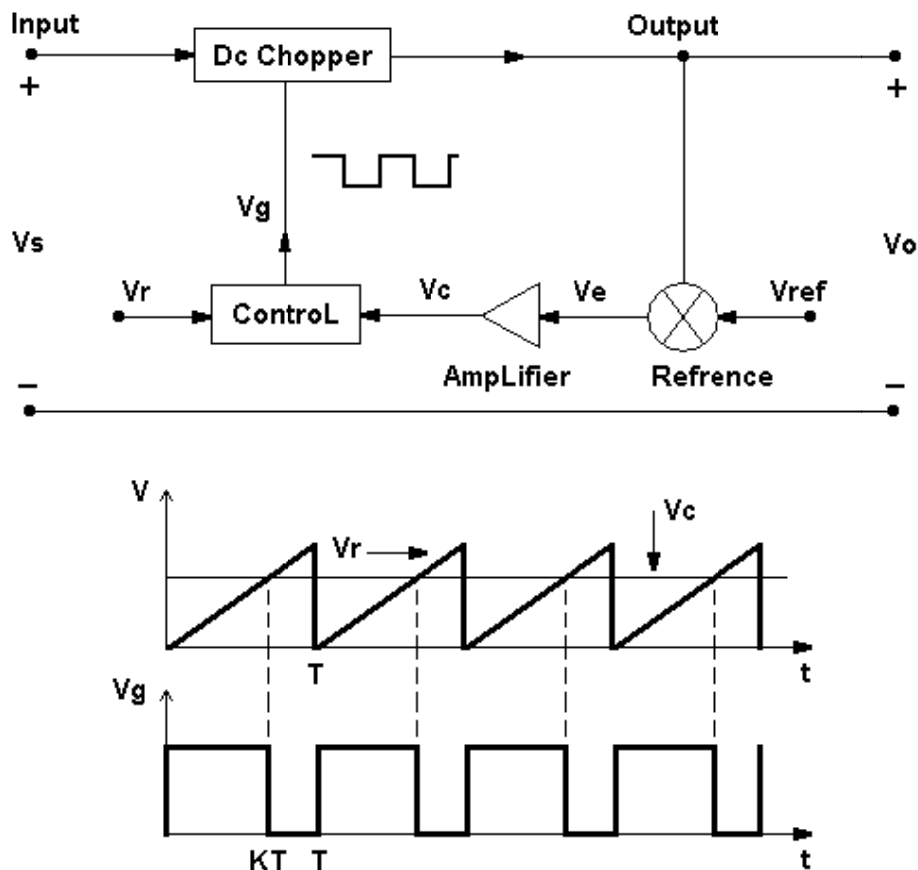 Input
Output
Dc Chopper
+
+
Vg
Vs
Vo
Vr
ControL
Vc
Ve
Vref
AmpLifier
Refrence
–
–
V
Vr
Vc
T
t
Vg
KT T
t